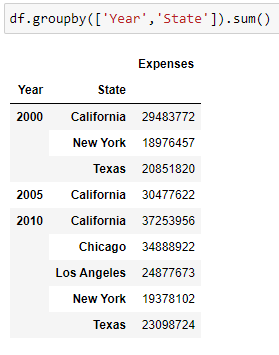 df.groupby(['Year','State']).sum()
Expenses
Year State
2000 California 29483772
New York 18976457
Texas 20851820
2005 California 30477622
2010 California 37253956
Chicago 34888922
Los Angeles 24877673
New York 19378102
Texas 23098724